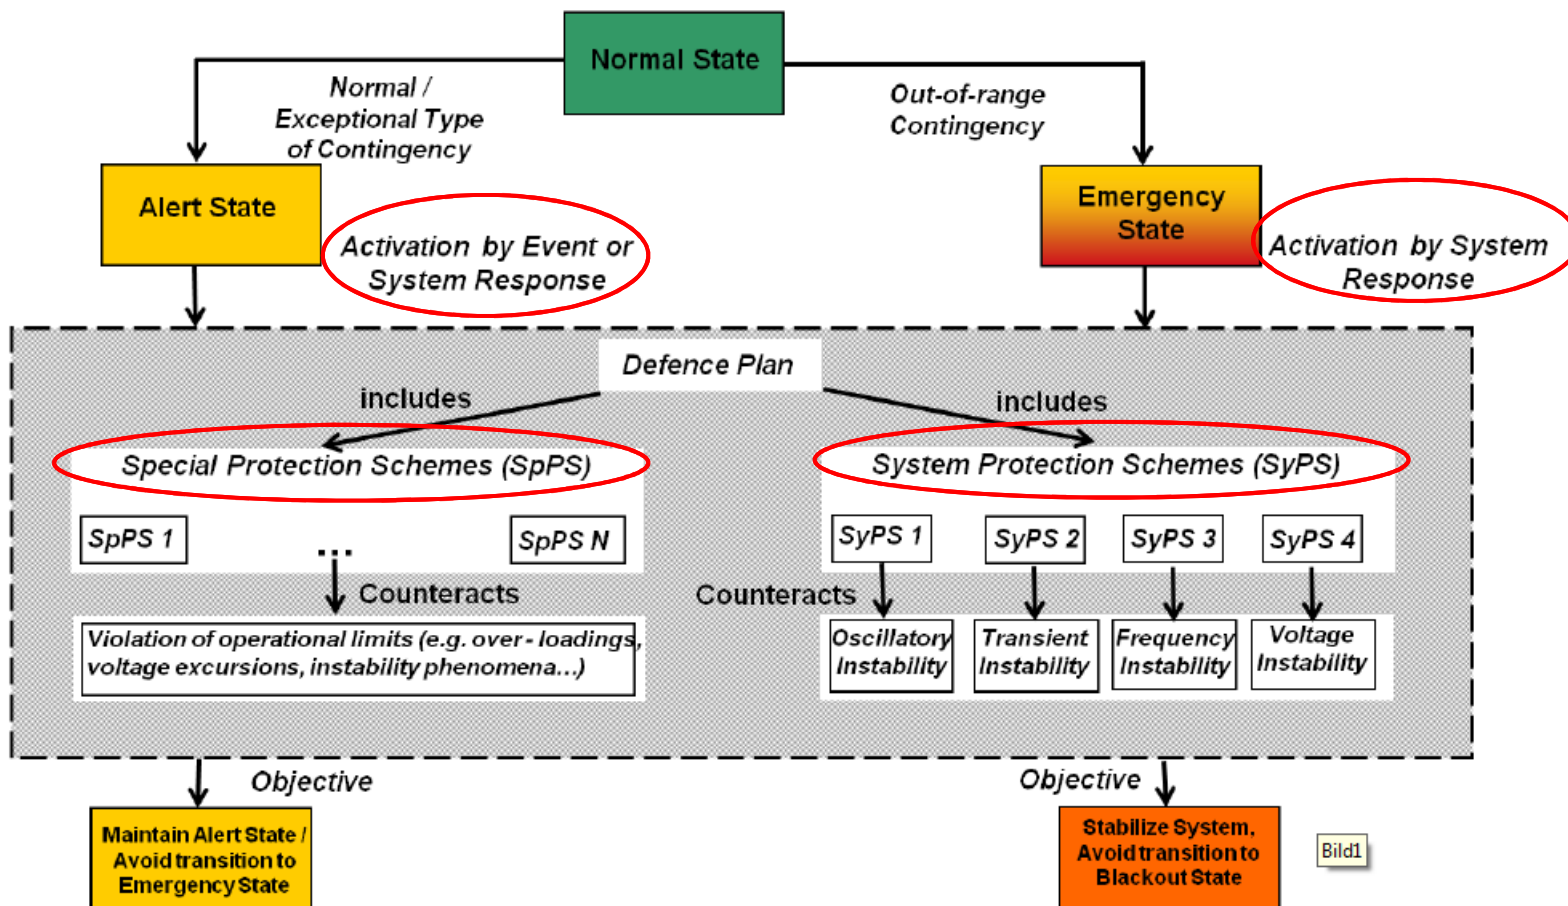 Normal State
Normal /
Exceptional Type
of Contingency
Out-of-range
Contingency
Alert State
Activation by Event or
System Response
Emergency
State
Activation by System
Response
Defence Plan
includes
includes
Special Protection Schemes (SpPS)
System Protection Schemes (SyPS)
SpPS 1
...
SpPS N
SyPS 1
SyPS 2
SyPS 3
SyPS 4
Counteracts
Counteracts
Violation of operational limits (e.g. over - loadings,
voltage excursions, instability phenomena...)
Oscillatory
Instability
Transient
Instability
Frequency
Instability
Voltage
Instability
Objective
Objective
Maintain Alert State /
Avoid transition to
Emergency State
Stabilize System,
Avoid transition to
Blackout State
Bild1